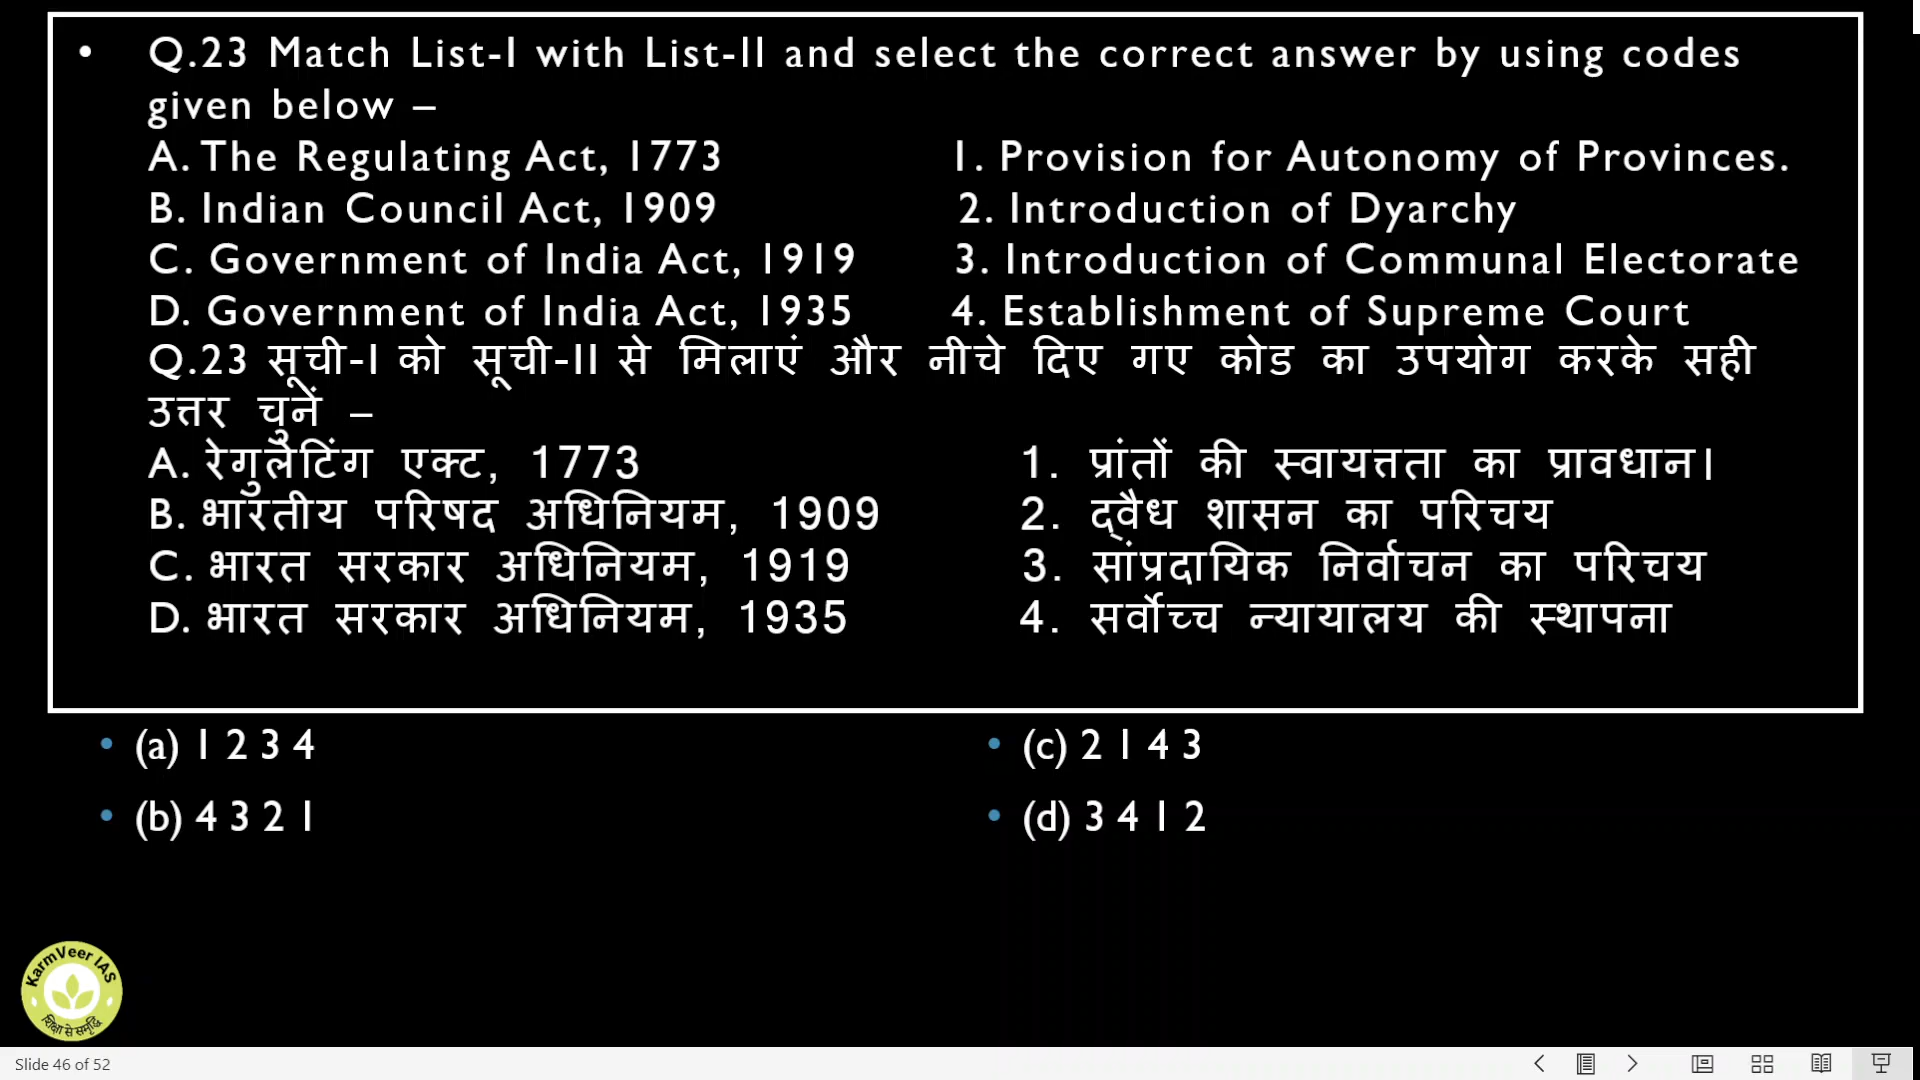 • Q.23 Match List-I with List-II and select the correct answer by using codes
given below –
A. The Regulating Act, 1773 1. Provision for Autonomy of Provinces.
B. Indian Council Act, 1909 2. Introduction of Dyarchy
C. Government of India Act, 1919 3. Introduction of Communal Electorate
D. Government of India Act, 1935 4. Establishment of Supreme Court
Q.23 सूची-I को सूची-II से मिलाएं और नीचे दिए गए कोड का उपयोग करके सही
उत्तर चुनें –
A. रेगुलेटिंग एक्ट, 1773 1. प्रांतों की स्वायत्तता का प्रावधान।
B. भारतीय परिषद अधिनियम, 1909 2. द्वैध शासन का परिचय
C. भारत सरकार अधिनियम, 1919 3. सांप्रदायिक निर्वाचन का परिचय
D. भारत सरकार अधिनियम, 1935 4. सर्वोच्च न्यायालय की स्थापना
• (a) 1 2 3 4 • (c) 2 1 4 3
• (b) 4 3 2 1 • (d) 3 4 1 2
KarmVeer IAS
शिक्षा से समृद्धि
Slide 46 of 52